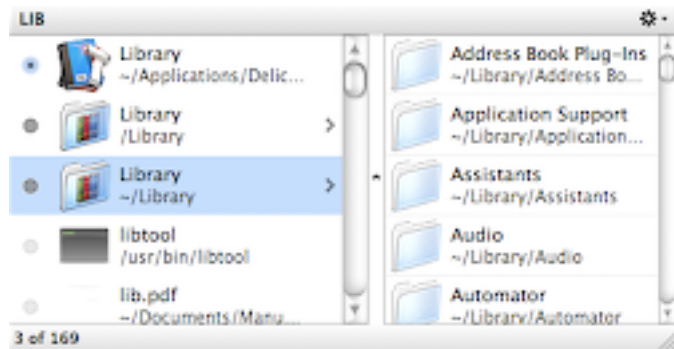 LIB
Library
~/Applications/Delic...
Library
/Library
Library
~/Library
libtool
/usr/bin/libtool
lib.pdf
~/Documents/Manu...
Address Book Plug-Ins
~/Library/Address Bo...
Application Support
~/Library/Application...
Assistants
~/Library/Assistants
Audio
~/Library/Audio
Automator
~/Library/Automator
3 of 169